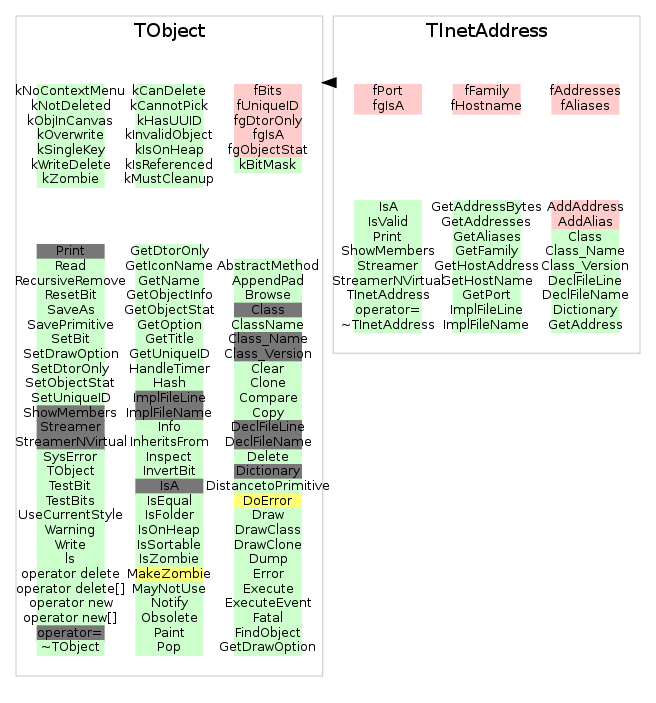 TObject
kNoContextMenu
kNotDeleted
kObjInCanvas
kOverwrite
kSingleKey
kWriteDelete
kZombie
kCanDelete
kCannotPick
kHasUUID
kInvalidObject
kIsOnHeap
kIsReferenced
kMustCleanup
fBits
fUniqueID
fgDtorOnly
fgIsA
fgObjectStat
kBitMask
Print
Read
RecursiveRemove
ResetBit
SaveAs
SavePrimitive
SetBit
SetDrawOption
SetDtorOnly
SetObjectStat
SetUniqueID
ShowMembers
Streamer
StreamerNVirtual
SysError
TObject
TestBit
TestBits
UseCurrentStyle
Warning
Write
ls
operator delete
operator delete[]
operator new
operator new[]
operator=
~TObject
GetDtorOnly
GetIconName
GetName
GetObjectInfo
GetObjectStat
GetOption
GetTitle
GetUniqueID
HandleTimer
Hash
ImplFileLine
ImplFileName
Info
InheritsFrom
Inspect
InvertBit
IsA
IsEqual
IsFolder
IsOnHeap
IsSortable
IsZombie
MakeZombie
MayNotUse
Notify
Obsolete
Paint
Pop
AbstractMethod
AppendPad
Browse
Class
ClassName
Class_Name
Class_Version
Clear
Clone
Compare
Copy
DeclFileLine
DeclFileName
Delete
Dictionary
DistancetoPrimitive
DoError
Draw
DrawClass
DrawClone
Dump
Error
Execute
ExecuteEvent
Fatal
FindObject
GetDrawOption
TInetAddress
fPort
fgIsA
fFamily
fHostname
fAddresses
fAliases
IsA
IsValid
Print
ShowMembers
Streamer
StreamerNVirtual
TInetAddress
operator=
~TInetAddress
GetAddressBytes
GetAddresses
GetAliases
GetFamily
GetHostAddress
GetHostName
GetPort
ImplFileLine
ImplFileName
AddAddress
AddAlias
Class
Class_Name
Class_Version
DeclFileLine
DeclFileName
Dictionary
GetAddress